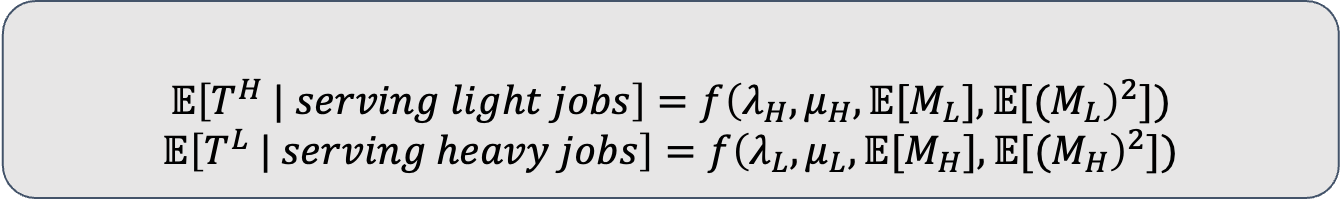 𝔼[T^H | serving light jobs] = f(λ_H, μ_H, 𝔼[M_L], 𝔼[(M_L)^2])
𝔼[T^L | serving heavy jobs] = f(λ_L, μ_L, 𝔼[M_H], 𝔼[(M_H)^2])